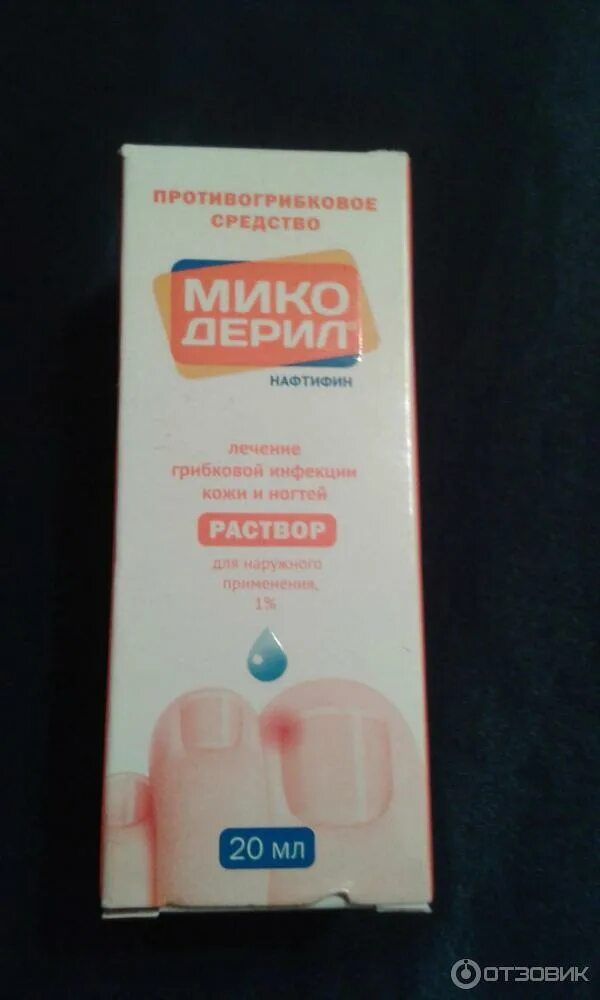 ПРОТИВОГРИБКОВОЕ
СРЕДСТВО
МИКО
ДЕРИЛ®
НАФТИФИН
лечение
грибковой инфекции
кожи и ногтей
РАСТВОР
для наружного
применения,
1%
20 мл
ОТЗОВИК